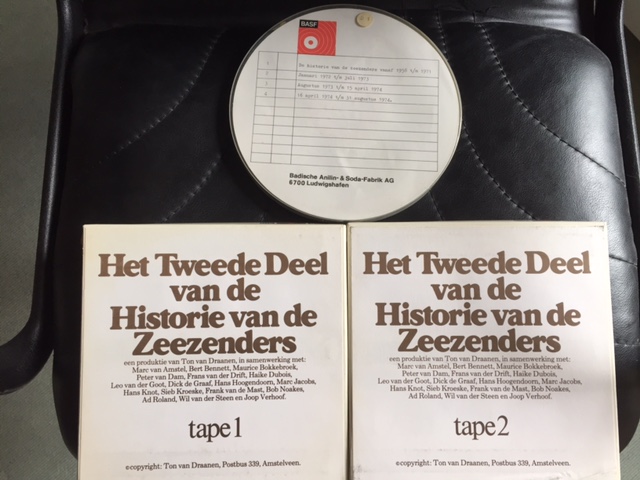 BASF
1 De historie van de zeezenders vanaf 1958 t/m 1971
2 Januari 1972 t/m juli 1973
3 Augustus 1973 t/m 15 april 1974
4 16 april 1974 t/m 31 augustus 1974.
Badische Anilin- & Soda-Fabrik AG
6700 Ludwigshafen
Het Tweede Deel
van de
Historie van de
Zeezenders
een produktie van Ton van Draanen, in samenwerking met:
Marc van Amstel, Bert Bennett, Maurice Bokkebroek,
Peter van Dam, Frans van der Drift, Haike Dubois,
Leo van der Goot, Dick de Graaf, Hans Hoogendoorn, Marc Jacobs,
Hans Knot, Sieb Kroeske, Frank van de Mast, Bob Noakes,
Ad Roland, Wil van der Steen en Joop Verhoof.
tape 1
©copyright: Ton van Draanen, Postbus 339, Amstelveen.
Het Tweede Deel
van de
Historie van de
Zeezenders
een produktie van Ton van Draanen, in samenwerking met:
Marc van Amstel, Bert Bennett, Maurice Bokkebroek,
Peter van Dam, Frans van der Drift, Haike Dubois,
Leo van der Goot, Dick de Graaf, Hans Hoogendoorn, Marc Jacobs,
Hans Knot, Sieb Kroeske, Frank van de Mast, Bob Noakes,
Ad Roland, Wil van der Steen en Joop Verhoof.
tape 2
©copyright: Ton van Draanen, Postbus 339, Amstelveen.